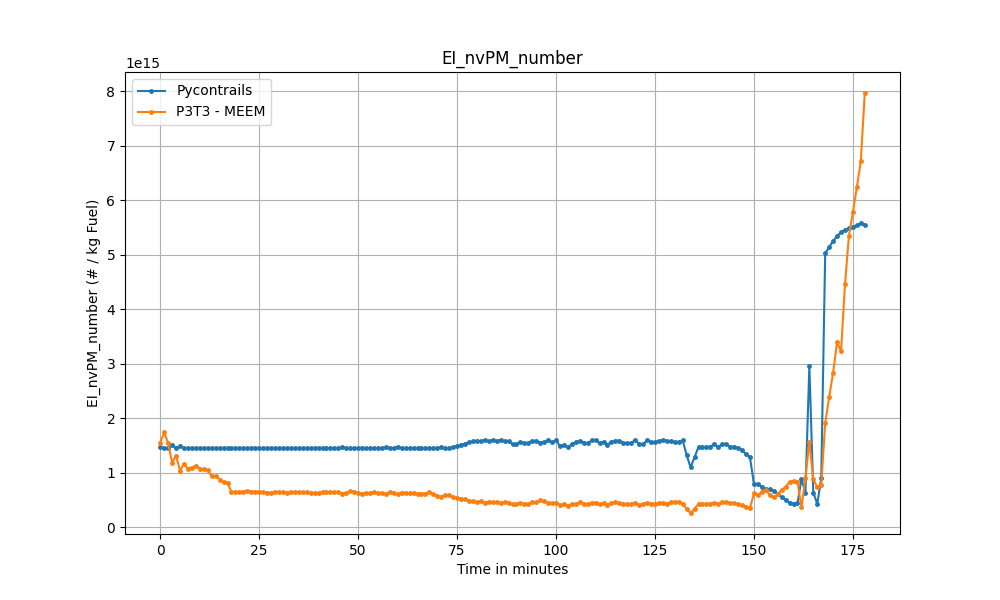 EI_nvPM_number
1e15
Pycontrails
P3T3 - MEEM
8
7
6
5
4
3
2
1
0
EI_nvPM_number (# / kg Fuel)
0 25 50 75 100 125 150 175
Time in minutes